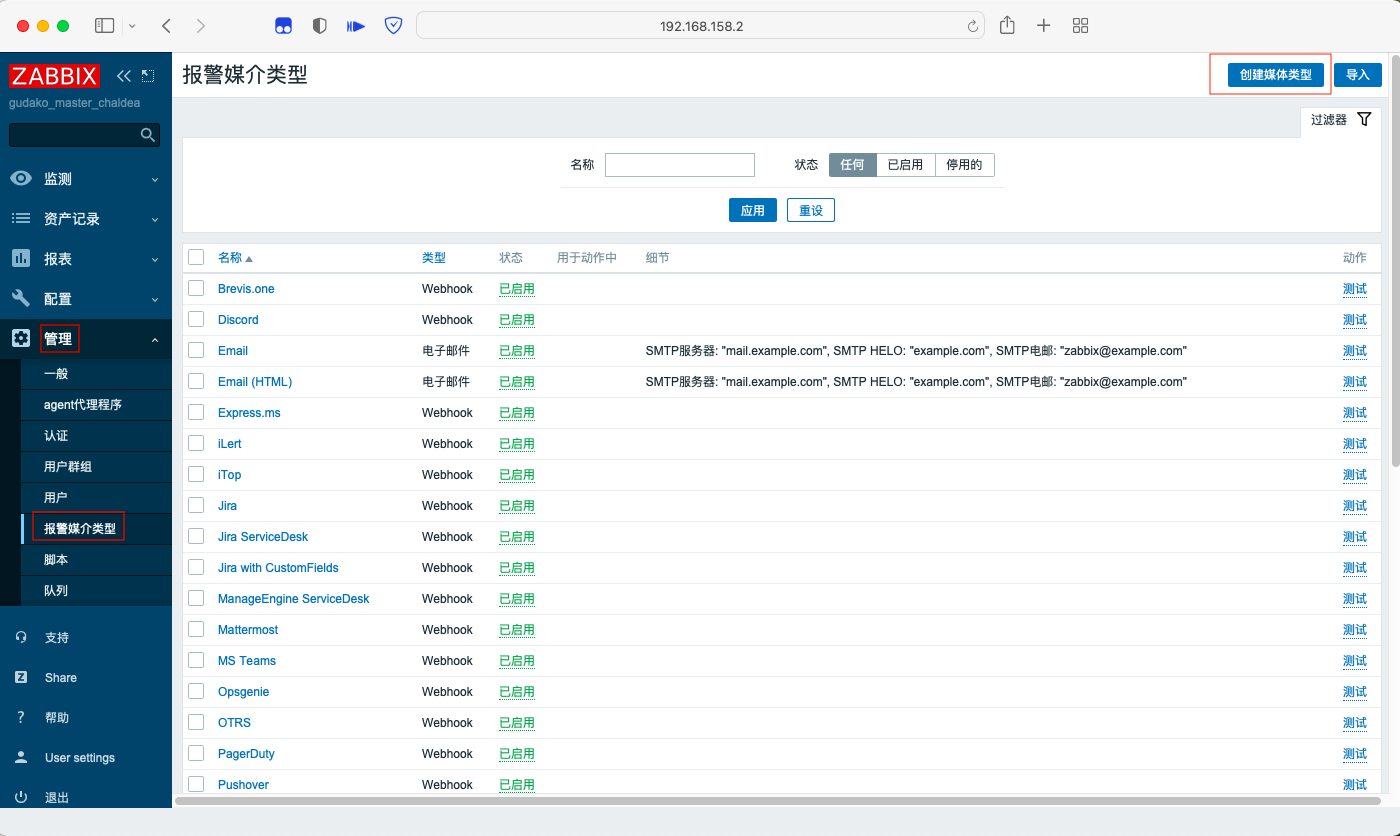 192.168.158.2
ZABBIX
gudako_master_chaldea
监测
资产记录
报表
配置
管理
一般
agent代理程序
认证
用户群组
用户
报警媒介类型
脚本
队列
支持
Share
帮助
User settings
退出
报警媒介类型
创建媒体类型 导入
过滤器
名称 状态 任何 已启用 停用的
应用 重设
名称 类型 状态 用于动作中 细节 动作
Brevis.one Webhook 已启用 测试
Discord Webhook 已启用 测试
Email 电子邮件 已启用 SMTP服务器: "mail.example.com", SMTP HELO: "example.com", SMTP电邮: "zabbix@example.com" 测试
Email (HTML) 电子邮件 已启用 SMTP服务器: "mail.example.com", SMTP HELO: "example.com", SMTP电邮: "zabbix@example.com" 测试
Express.ms Webhook 已启用 测试
iLert Webhook 已启用 测试
iTop Webhook 已启用 测试
Jira Webhook 已启用 测试
Jira ServiceDesk Webhook 已启用 测试
Jira with CustomFields Webhook 已启用 测试
ManageEngine ServiceDesk Webhook 已启用 测试
Mattermost Webhook 已启用 测试
MS Teams Webhook 已启用 测试
Opsgenie Webhook 已启用 测试
OTRS Webhook 已启用 测试
PagerDuty Webhook 已启用 测试
Pushover Webhook 已启用 测试